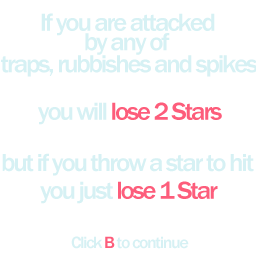 If you are attacked
by any of
traps, rubbishes and spikes
you will lose 2 Stars
but if you throw a star to hit
you just lose 1 Star
Click B to continue